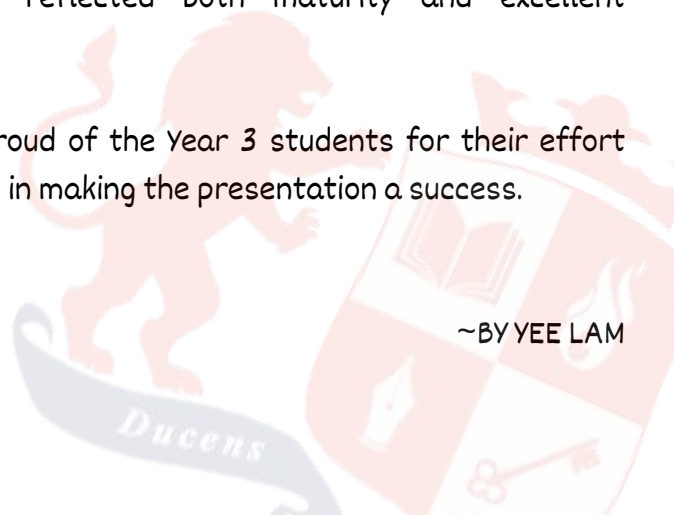 reflected both maturity and excellent
roud of the Year 3 students for their effort
in making the presentation a success.
~BY YEE LAM
Ducens